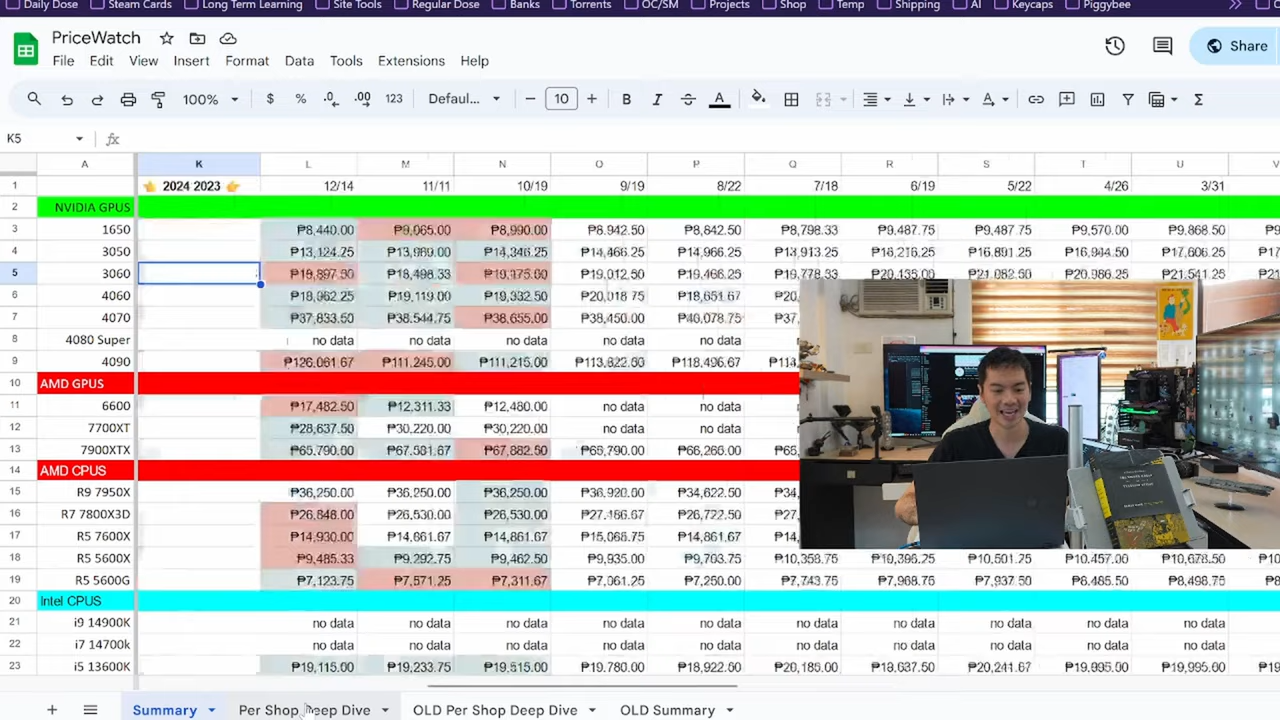 Daily Dose Steam Cards Long Term Learning Site Tools Regular Dose Banks Torrents OC/SM Projects Shop Temp Shipping AI Keycaps Piggybee
PriceWatch
File Edit View Insert Format Data Tools Extensions Help
Share
100% $ % .0 .00 123 Defaul... 10 B I A
K5 fx
A K L M N O P Q R S T U V
1 👈 2024 2023 👉 12/14 11/11 10/19 9/19 8/22 7/18 6/19 5/22 4/26 3/31
2 NVIDIA GPUS
3 1650 ₱8,440.00 ₱9,065.00 ₱8,990.00 ₱8,942.50 ₱8,842.50 ₱8,798.33 ₱9,487.75 ₱9,487.75 ₱9,570.00 ₱9,868.50
4 3050 ₱13,124.25 ₱13,989.00 ₱14,346.25 ₱14,466.25 ₱14,966.25 ₱13,913.25 ₱16,216.25 ₱16,891.25 ₱16,944.50 ₱17,606.25
5 3060 ₱18,498.33 ₱19,175.00 ₱19,012.50 ₱19,466.25 ₱19,778.33 ₱20,135.00 ₱21,082.50 ₱20,986.25 ₱21,541.25
6 4060 ₱18,962.25 ₱19,119.00 ₱19,332.50 ₱20,018.75 ₱18,651.67 ₱20,
7 4070 ₱37,833.50 ₱38,544.75 ₱38,655.00 ₱38,450.00 ₱40,078.75 ₱37,
8 4080 Super no data no data no data no data no data no
9 4090 ₱126,061.67 ₱111,245.00 ₱111,215.00 ₱113,622.50 ₱118,496.67 ₱114,
10 AMD GPUS
11 6600 ₱17,482.50 ₱12,311.33 ₱12,480.00 no data no data no
12 7700XT ₱28,637.50 ₱30,220.00 ₱30,220.00 no data no data no
13 7900XTX ₱65,790.00 ₱67,581.67 ₱67,882.50 ₱65,790.00 ₱66,265.00 ₱66,
14 AMD CPUS
15 R9 7950X ₱36,250.00 ₱36,250.00 ₱36,250.00 ₱36,920.00 ₱34,622.50 ₱34,
16 R7 7800X3D ₱26,848.00 ₱26,530.00 ₱26,530.00 ₱27,166.67 ₱26,722.50 ₱27,
17 R5 7600X ₱14,930.00 ₱14,661.67 ₱14,861.67 ₱15,066.75 ₱14,861.67 ₱14,
18 R5 5600X ₱9,485.33 ₱9,292.75 ₱9,462.50 ₱9,935.00 ₱9,703.75 ₱10,358.75 ₱10,396.25 ₱10,501.75 ₱10,457.00 ₱10,678.50
19 R5 5600G ₱7,123.75 ₱7,571.25 ₱7,311.67 ₱7,061.25 ₱7,250.00 ₱7,743.75 ₱7,968.75 ₱7,937.50 ₱8,485.50 ₱8,498.75
20 Intel CPUS
21 i9 14900K no data no data no data no data no data no data no data no data no data no data
22 i7 14700k no data no data no data no data no data no data no data no data no data no data
23 i5 13600K ₱19,115.00 ₱19,233.75 ₱19,515.00 ₱19,780.00 ₱18,922.50 ₱20,185.00 ₱18,637.50 ₱20,241.67 ₱19,995.00 ₱19,995.00
Summary Per Shop Deep Dive OLD Per Shop Deep Dive OLD Summary